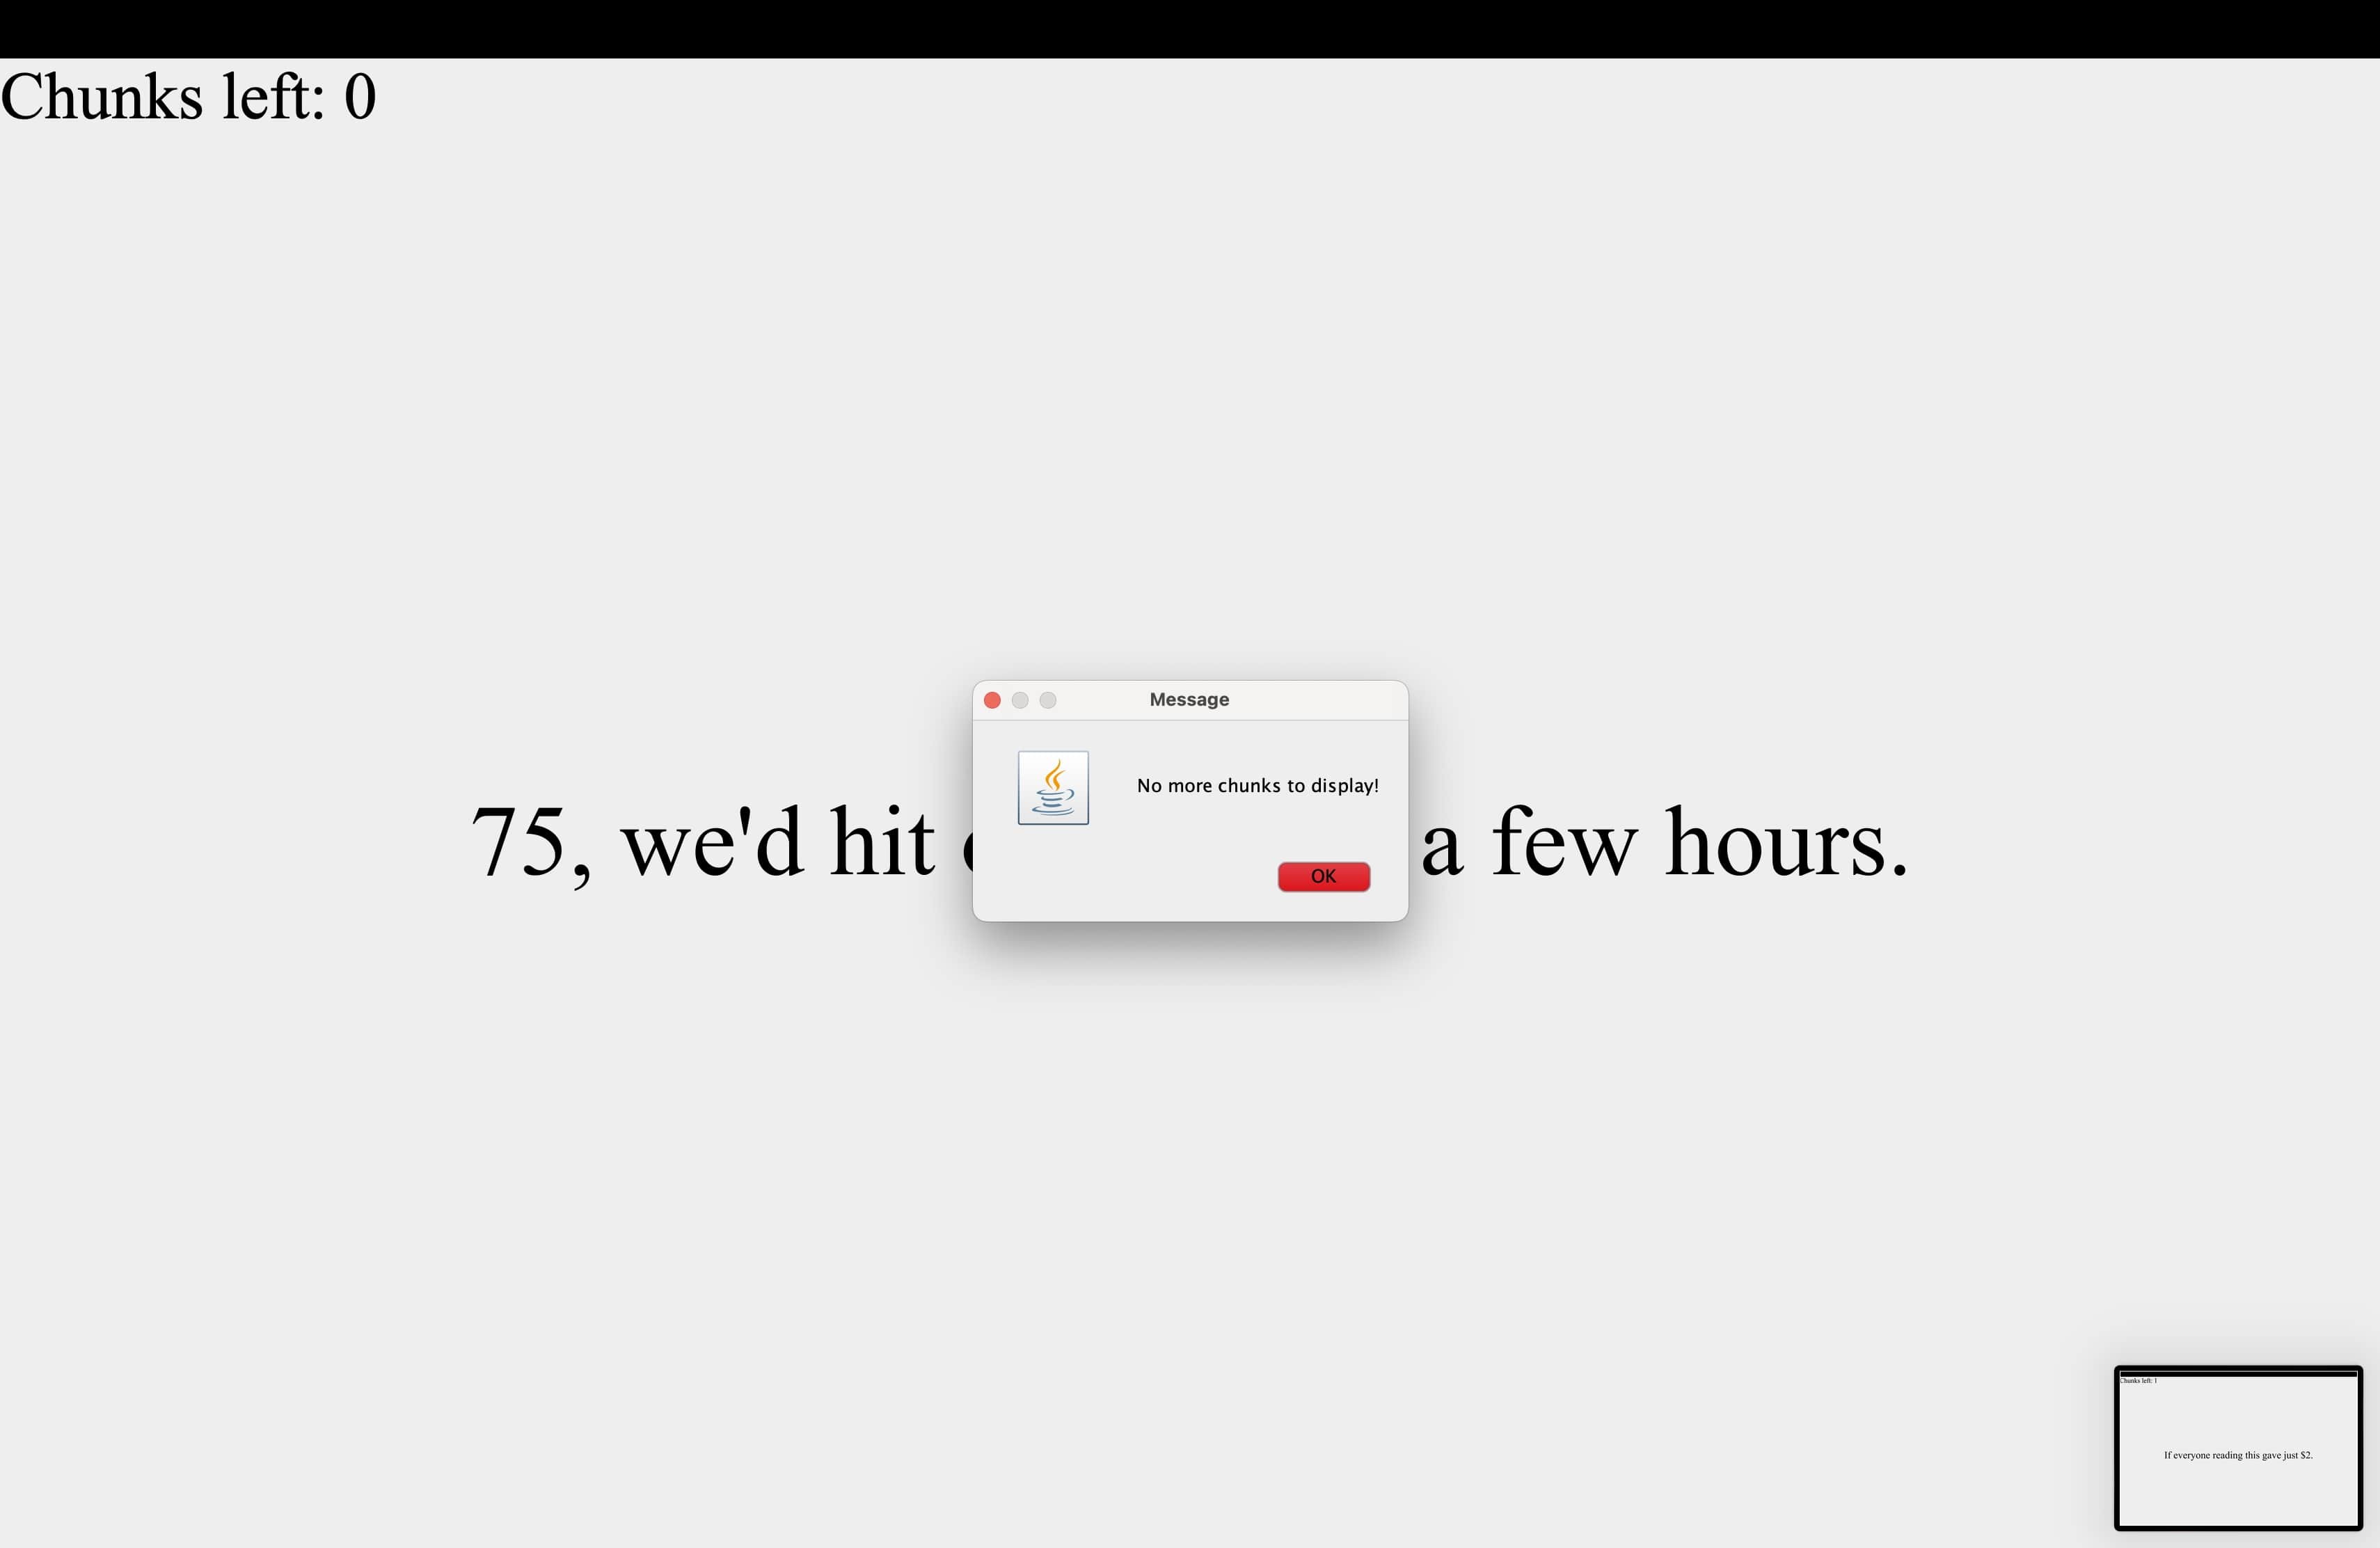 Chunks left: 0
Message
No more chunks to display!
75, we'd hit a few hours.
OK
Chunks left: 1
If everyone reading this gave just $2.